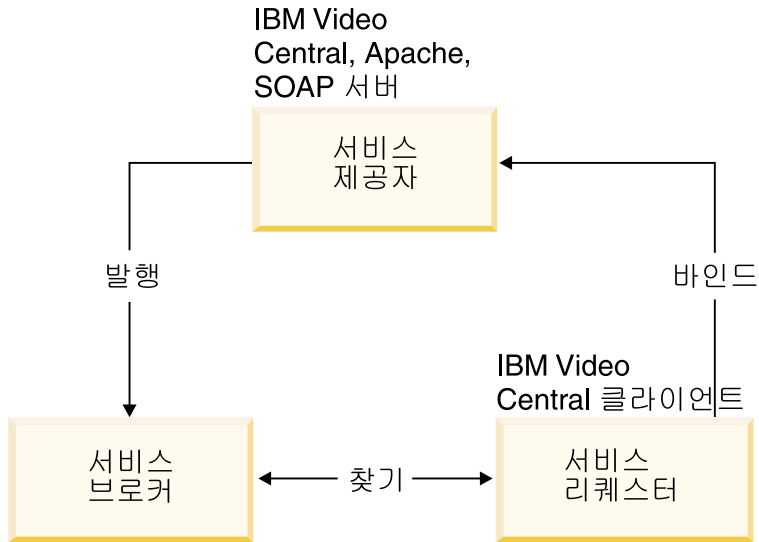 IBM Video
Central, Apache,
SOAP 서버
서비스
제공자
발행
바인드
IBM Video
Central 클라이언트
서비스
브로커
찾기
서비스
리퀘스터